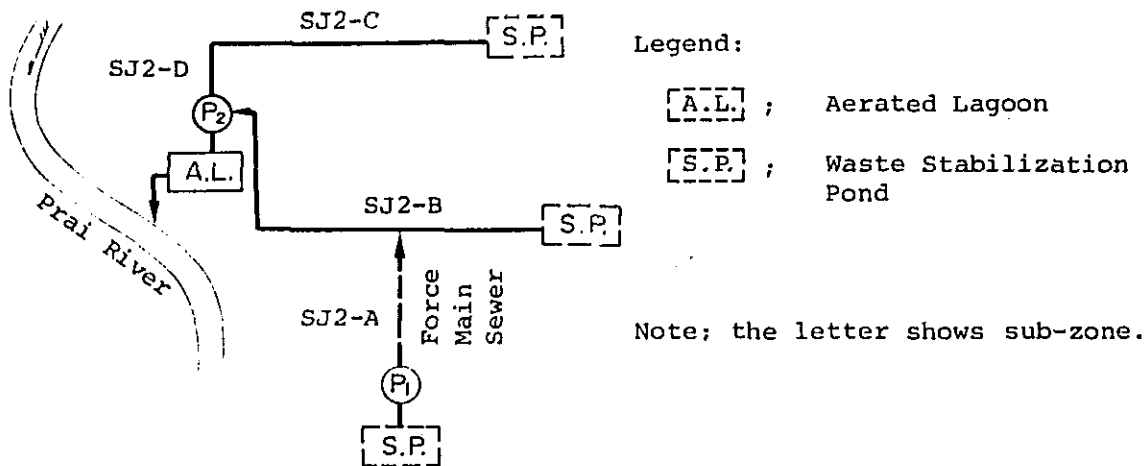 SJ2-C
S.P.
SJ2-D
P2
A.L.
SJ2-B
S.P.
Prai River
SJ2-A
Force
Main
Sewer
P1
S.P.
Legend:
A.L. ; Aerated Lagoon
S.P. ; Waste Stabilization
Pond
Note; the letter shows sub-zone.